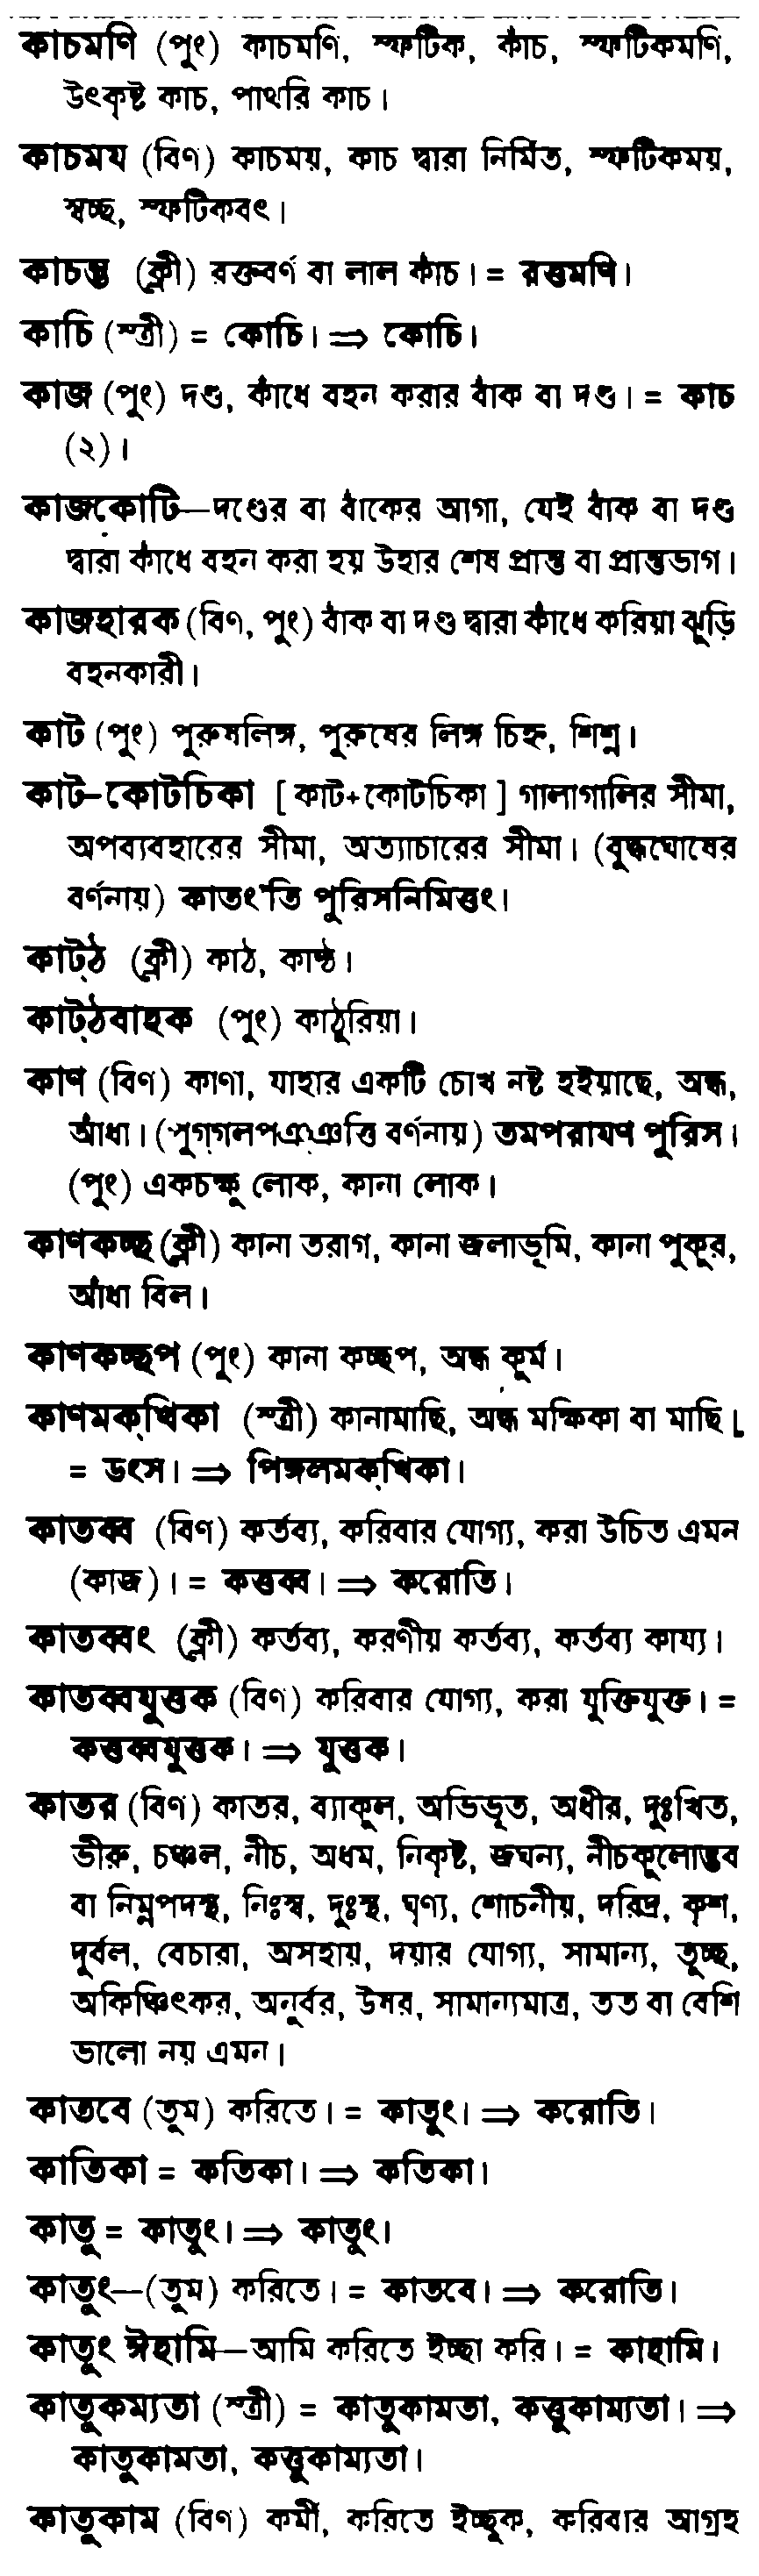 কাচমণি (পুং) কাচমণি, স্ফটিক, কাঁচ, স্ফটিকমণি,
উৎকৃষ্ট কাচ, পাথরি কাচ।
কাচময (বিণ) কাচময়, কাচ দ্বারা নির্মিত, স্ফটিকময়,
স্বচ্ছ, স্ফটিকবৎ।
কাচম্ভ (ক্লী) রক্তবর্ণ বা লাল কাঁচ। = রত্তমণি।
কাচি (স্ত্রী) = কোচি। ⇒ কোচি।
কাজ (পুং) দণ্ড, কাঁধে বহন করার বাঁক বা দণ্ড। = কাচ
(২)।
কাজকোটি—দণ্ডের বা বাঁকের আগা, যেই বাঁক বা দণ্ড
দ্বারা কাঁধে বহন করা হয় উহার শেষ প্রান্ত বা প্রান্তভাগ।
কাজহারক (বিণ, পুং) বাঁক বা দণ্ড দ্বারা কাঁধে করিয়া ঝুড়ি
বহনকারী।
কাট (পুং) পুরুষলিঙ্গ, পুরুষের লিঙ্গ চিহ্ন, শিশ্ন।
কাট-কোটচিকা [কাট+কোটচিকা] গালাগালির সীমা,
অপব্যবহারের সীমা, অত্যাচারের সীমা। (বুদ্ধঘোষের
বর্ণনায়) কাতং'তি পুরিসনিমিত্তং।
কাট্ঠ (ক্লী) কাঠ, কাষ্ঠ।
কাট্ঠবাহক (পুং) কাঠুরিয়া।
কাণ (বিণ) কাণা, যাহার একটি চোখ নষ্ট হইয়াছে, অন্ধ,
আঁধা। (পুগ্গলপঞ্ঞত্তি বর্ণনায়) তমপরামণ পুরিস।
(পুং) একচক্ষু লোক, কানা লোক।
কাণকচ্ছ (ক্লী) কানা তরাগ, কানা জলাভূমি, কানা পুকুর,
আঁধা বিল।
কাণকচ্ছপ (পুং) কানা কচ্ছপ, অন্ধ কূর্ম।
কাণমক্খিকা (স্ত্রী) কানামাছি, অন্ধ মক্ষিকা বা মাছি।
= ডংস। ⇒ পিঙ্গলমক্খিকা।
কাতব্ব (বিণ) কর্তব্য, করিবার যোগ্য, করা উচিত এমন
(কাজ)। = কত্তব্ব। ⇒ করোতি।
কাতব্বং (ক্লী) কর্তব্য, করণীয় কর্তব্য, কর্তব্য কায্য।
কাতব্বযুত্তক (বিণ) করিবার যোগ্য, করা যুক্তিযুক্ত। =
কত্তব্বযুত্তক। ⇒ যুত্তক।
কাতর (বিণ) কাতর, ব্যাকুল, অভিভূত, অধীর, দুঃখিত,
ভীরু, চঞ্চল, নীচ, অধম, নিকৃষ্ট, জঘন্য, নীচকুলোদ্ভব
বা নিম্নপদস্থ, নিঃস্ব, দুঃস্থ, ঘৃণ্য, শোচনীয়, দরিদ্র, কৃশ,
দুর্বল, বেচারা, অসহায়, দয়ার যোগ্য, সামান্য, তুচ্ছ,
অকিঞ্চিৎকর, অনুর্বর, উষর, সামান্যমাত্র, তত বা বেশি
ভালো নয় এমন।
কাতবে (তুম) করিতে। = কাতুং। ⇒ করোতি।
কাতিকা = কতিকা। ⇒ কতিকা।
কাতু = কাতুং। ⇒ কাতুং।
কাতুং—(তুম) করিতে। = কাতবে। ⇒ করোতি।
কাতুং ঈহামি—আমি করিতে ইচ্ছা করি। = কাহামি।
কাতুকম্যতা (স্ত্রী) = কাতুকামতা, কত্তুকাম্যতা। ⇒
কাতুকামতা, কত্তুকাম্যতা।
কাতুকাম (বিণ) কর্মী, করিতে ইচ্ছুক, করিবার আগ্রহ